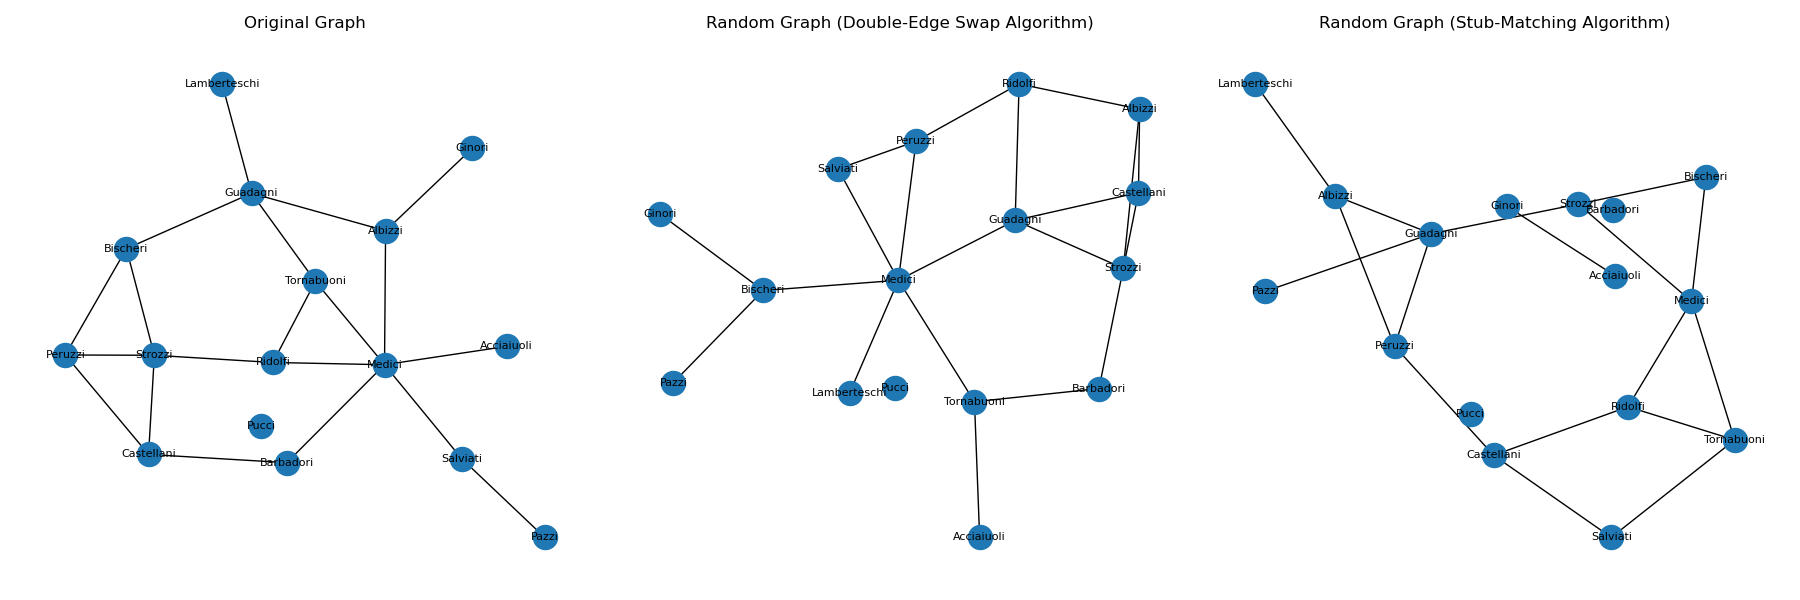 Original Graph
Lamberteschi
Ginori
Guadagni
Albizzi
Bischeri
Tornabuoni
Acciaiuoli
Peruzzi
Strozzi
Ridolfi
Medici
Pucci
Castellani
Barbadori
Salviati
Pazzi
Random Graph (Double-Edge Swap Algorithm)
Ridolfi
Albizzi
Peruzzi
Salviati
Castellani
Ginori
Guadagni
Strozzi
Medici
Bischeri
Pazzi
Lamberteschi
Pucci
Barbadori
Tornabuoni
Acciaiuoli
Random Graph (Stub-Matching Algorithm)
Lamberteschi
Bischeri
Albizzi
Ginori
Strozzi
Barbadori
Guadagni
Acciaiuoli
Pazzi
Medici
Peruzzi
Ridolfi
Pucci
Tornabuoni
Castellani
Salviati